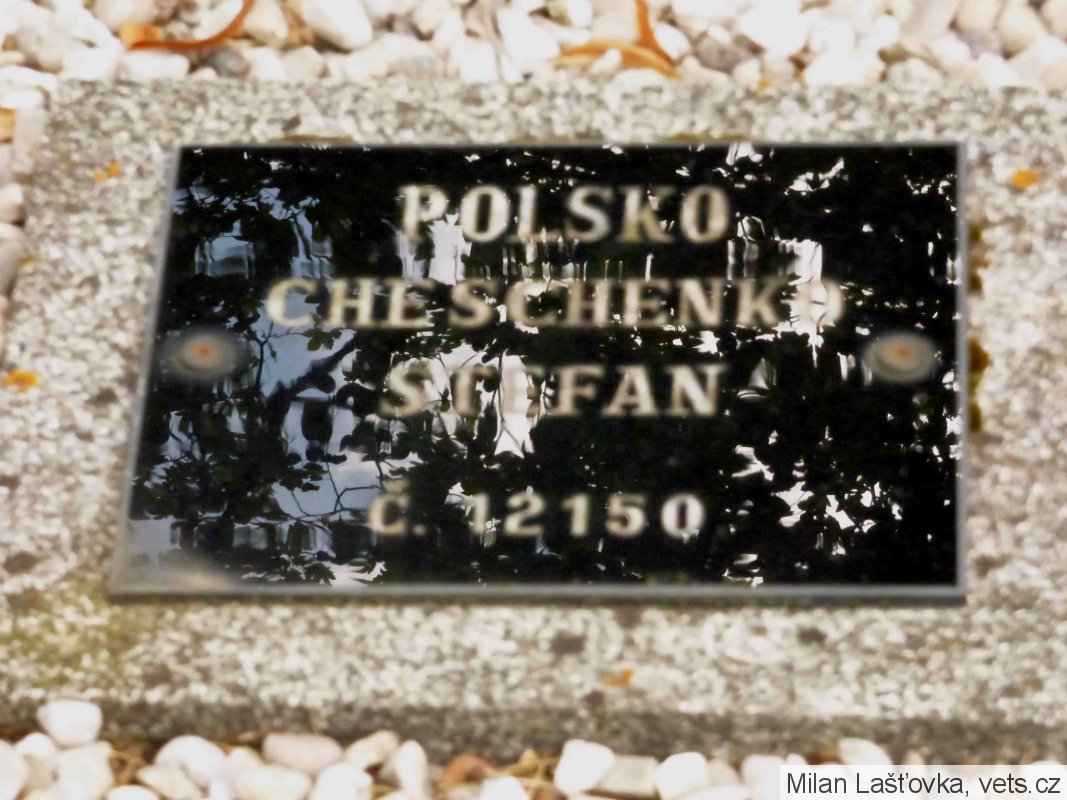 POLSKO
CHESCHENKO
STEFAN
Č. 12150
Milan Lašťovka, vets.cz